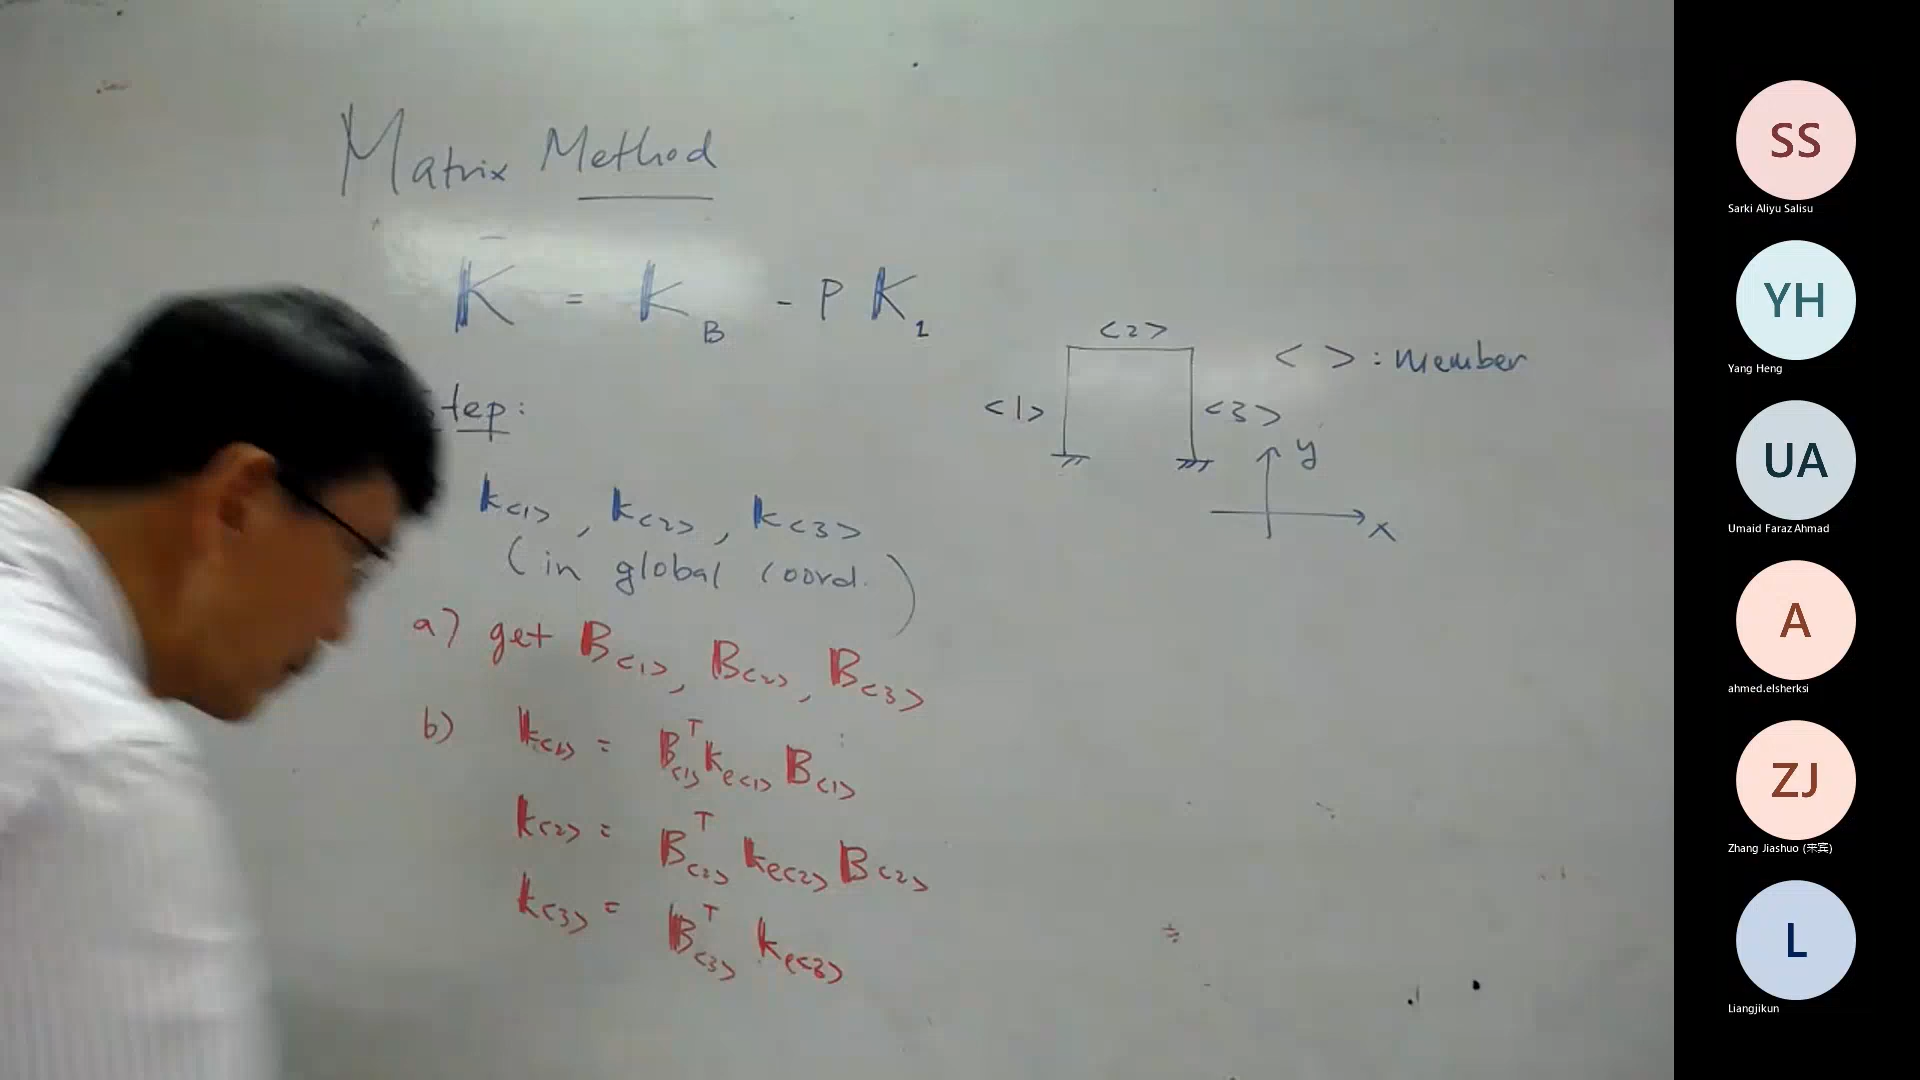 Matrix Method
K = K_B - P K_1
<2>
< > : member
<1>
<3>
y
x
Step:
k<1> , k<2> , k<3>
(in global coord.)
a) get B<1>, B<2>, B<3>
b) k<1> = B<1>^T k_e<1> B<1>
k<2> = B<2>^T k_e<2> B<2>
k<3> = B<3>^T k_e<3>
SS
Sarki Aliyu Salisu
YH
Yang Heng
UA
Umaid Faraz Ahmad
A
ahmed.elsherksi
ZJ
Zhang Jiashuo (来宾)
L
Liangjikun